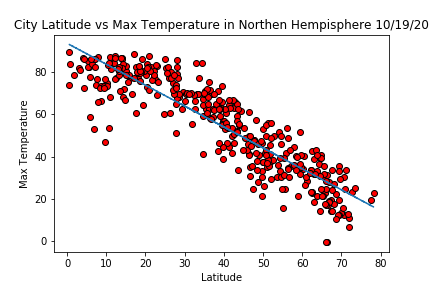 City Latitude vs Max Temperature in Northen Hempisphere 10/19/20
80
60
40
20
0
Max Temperature
0 10 20 30 40 50 60 70 80
Latitude